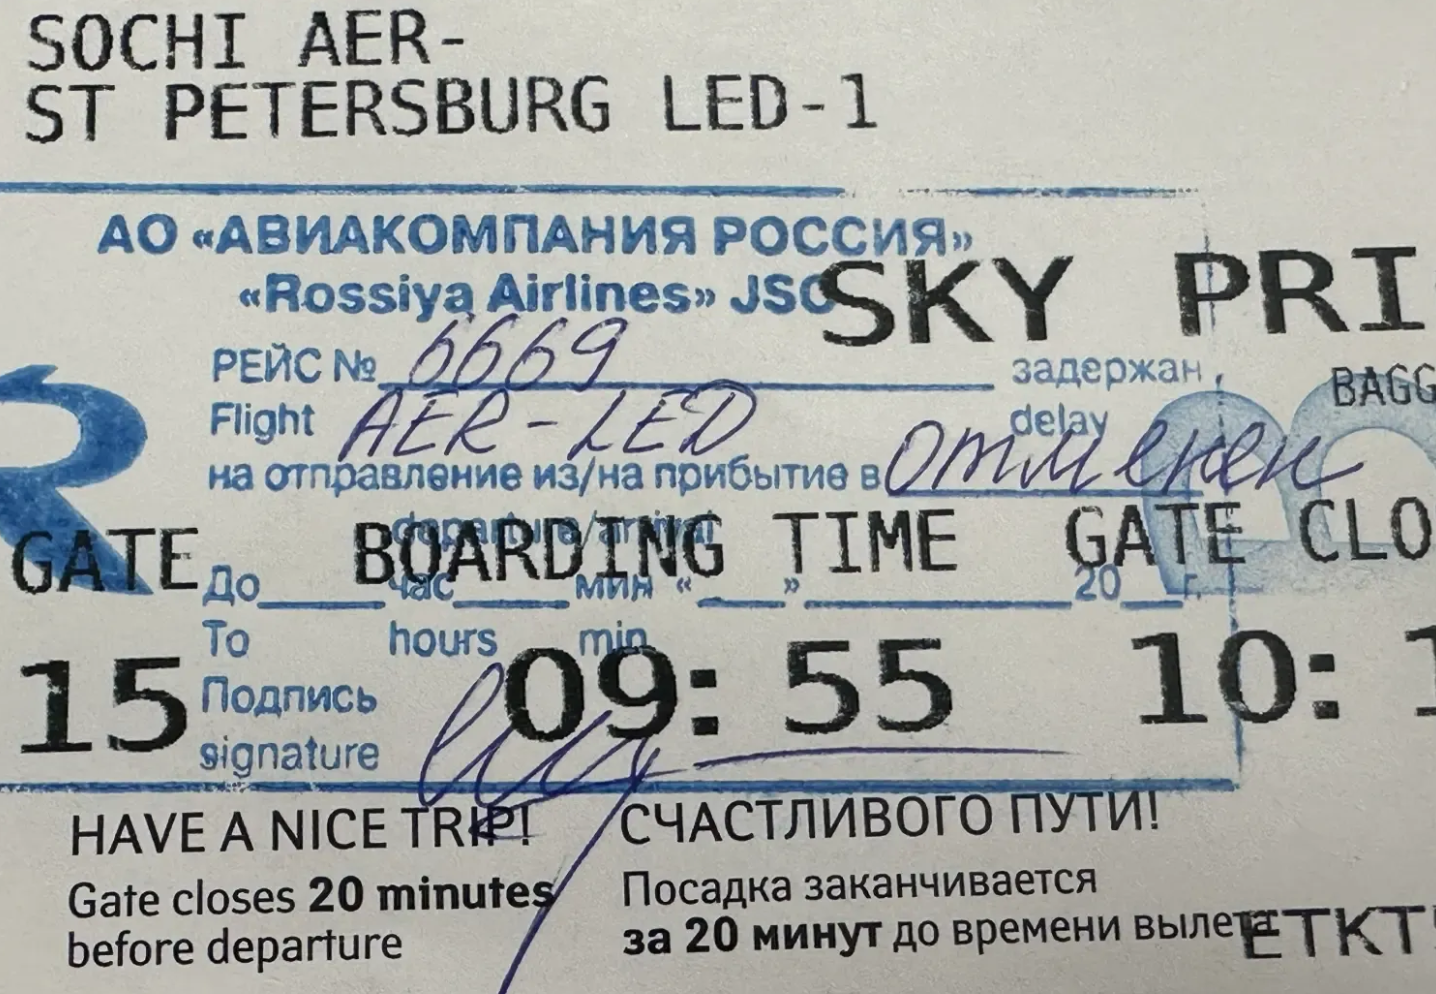 SOCHI AER-
ST PETERSBURG LED-1
АО «АВИАКОМПАНИЯ РОССИЯ»
«Rossiya Airlines» JSC
SKY PRI
РЕЙС № 6669 задержан
Flight AER-LED delay
BAGG
на отправление из/на прибытие в отменен
departure/arrival
GATE BOARDING TIME GATE CLO
До час мин « » 20 г.
To hours min
15 09:55 10: 1
Подпись
signature
HAVE A NICE TRIP! СЧАСТЛИВОГО ПУТИ!
Gate closes 20 minutes Посадка заканчивается
before departure за 20 минут до времени вылета
ETKT